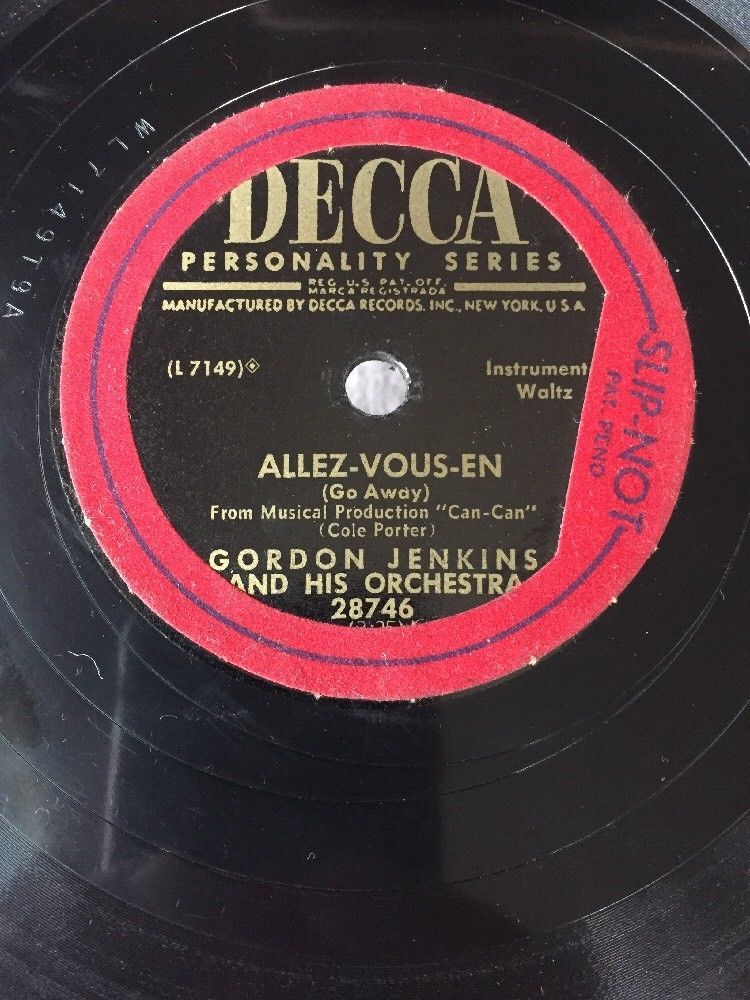 DECCA
PERSONALITY SERIES
REG. U.S. PAT. OFF.
MARCA REGISTRADA
MANUFACTURED BY DECCA RECORDS, INC., NEW YORK, U S A
(L 7149)
Instrument
Waltz
ALLEZ-VOUS-EN
(Go Away)
From Musical Production "Can-Can"
(Cole Porter)
GORDON JENKINS
AND HIS ORCHESTRA
28746
SLIP-NOT
PAT. PEND
WL 7149T9A